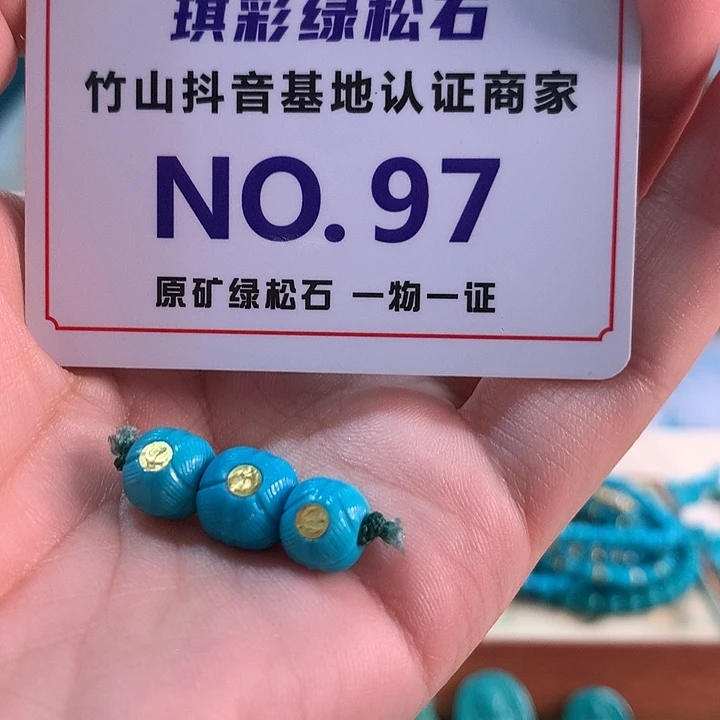 琪彩绿松石
竹山抖音基地认证商家
NO.97
原矿绿松石 一物一证